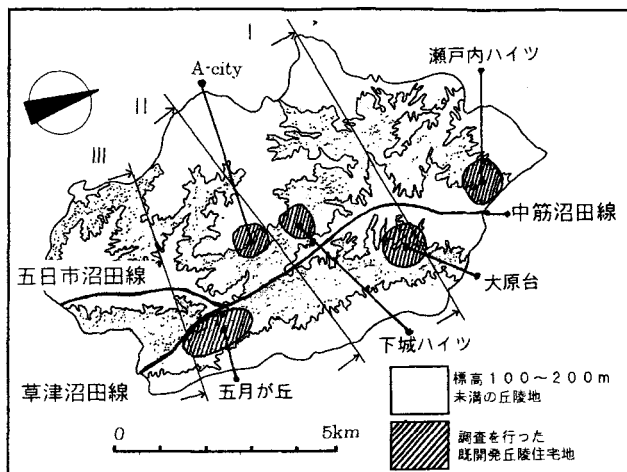 I
瀬戸内ハイツ
A-city
II
III
中筋沼田線
五日市沼田線
大原台
下城ハイツ
草津沼田線
五月が丘
標高100~200m
未満の丘陵地
0 5km
調査を行った
既開発丘陵住宅地